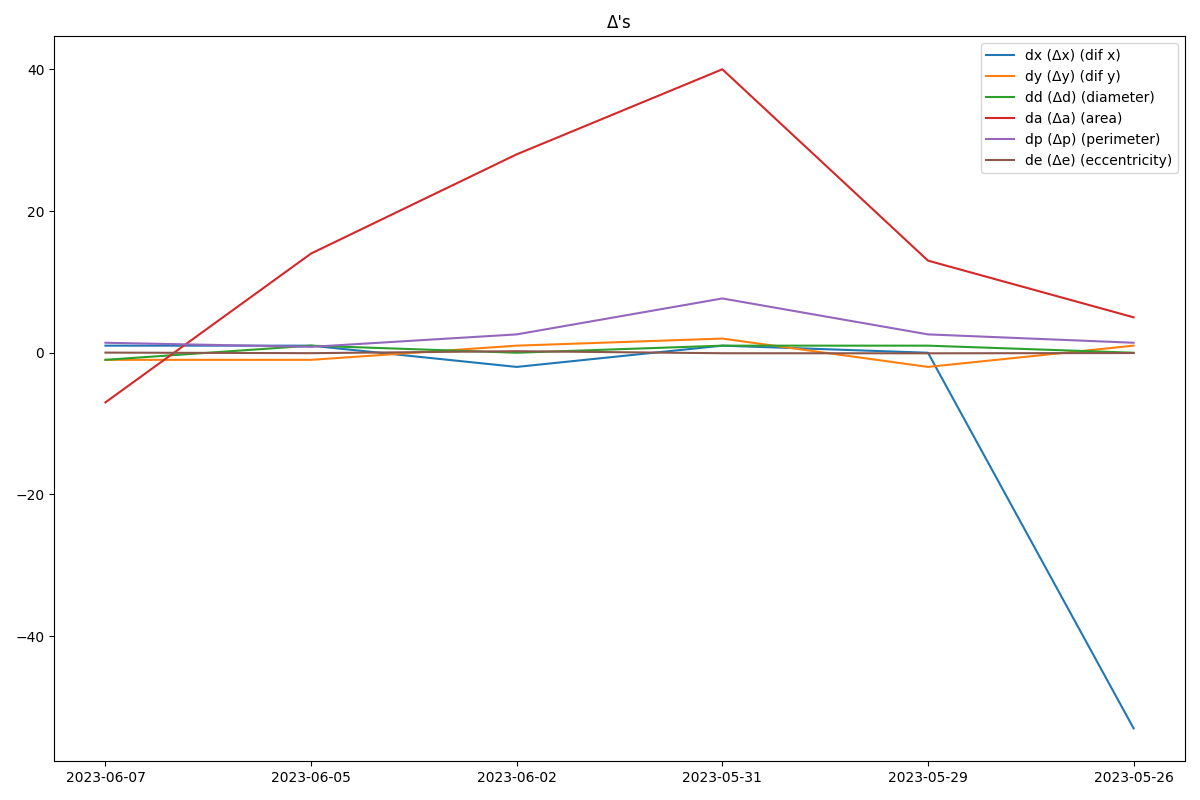 Δ's
dx (Δx) (dif x)
dy (Δy) (dif y)
dd (Δd) (diameter)
da (Δa) (area)
dp (Δp) (perimeter)
de (Δe) (eccentricity)
40
20
0
−20
−40
2023-06-07 2023-06-05 2023-06-02 2023-05-31 2023-05-29 2023-05-26